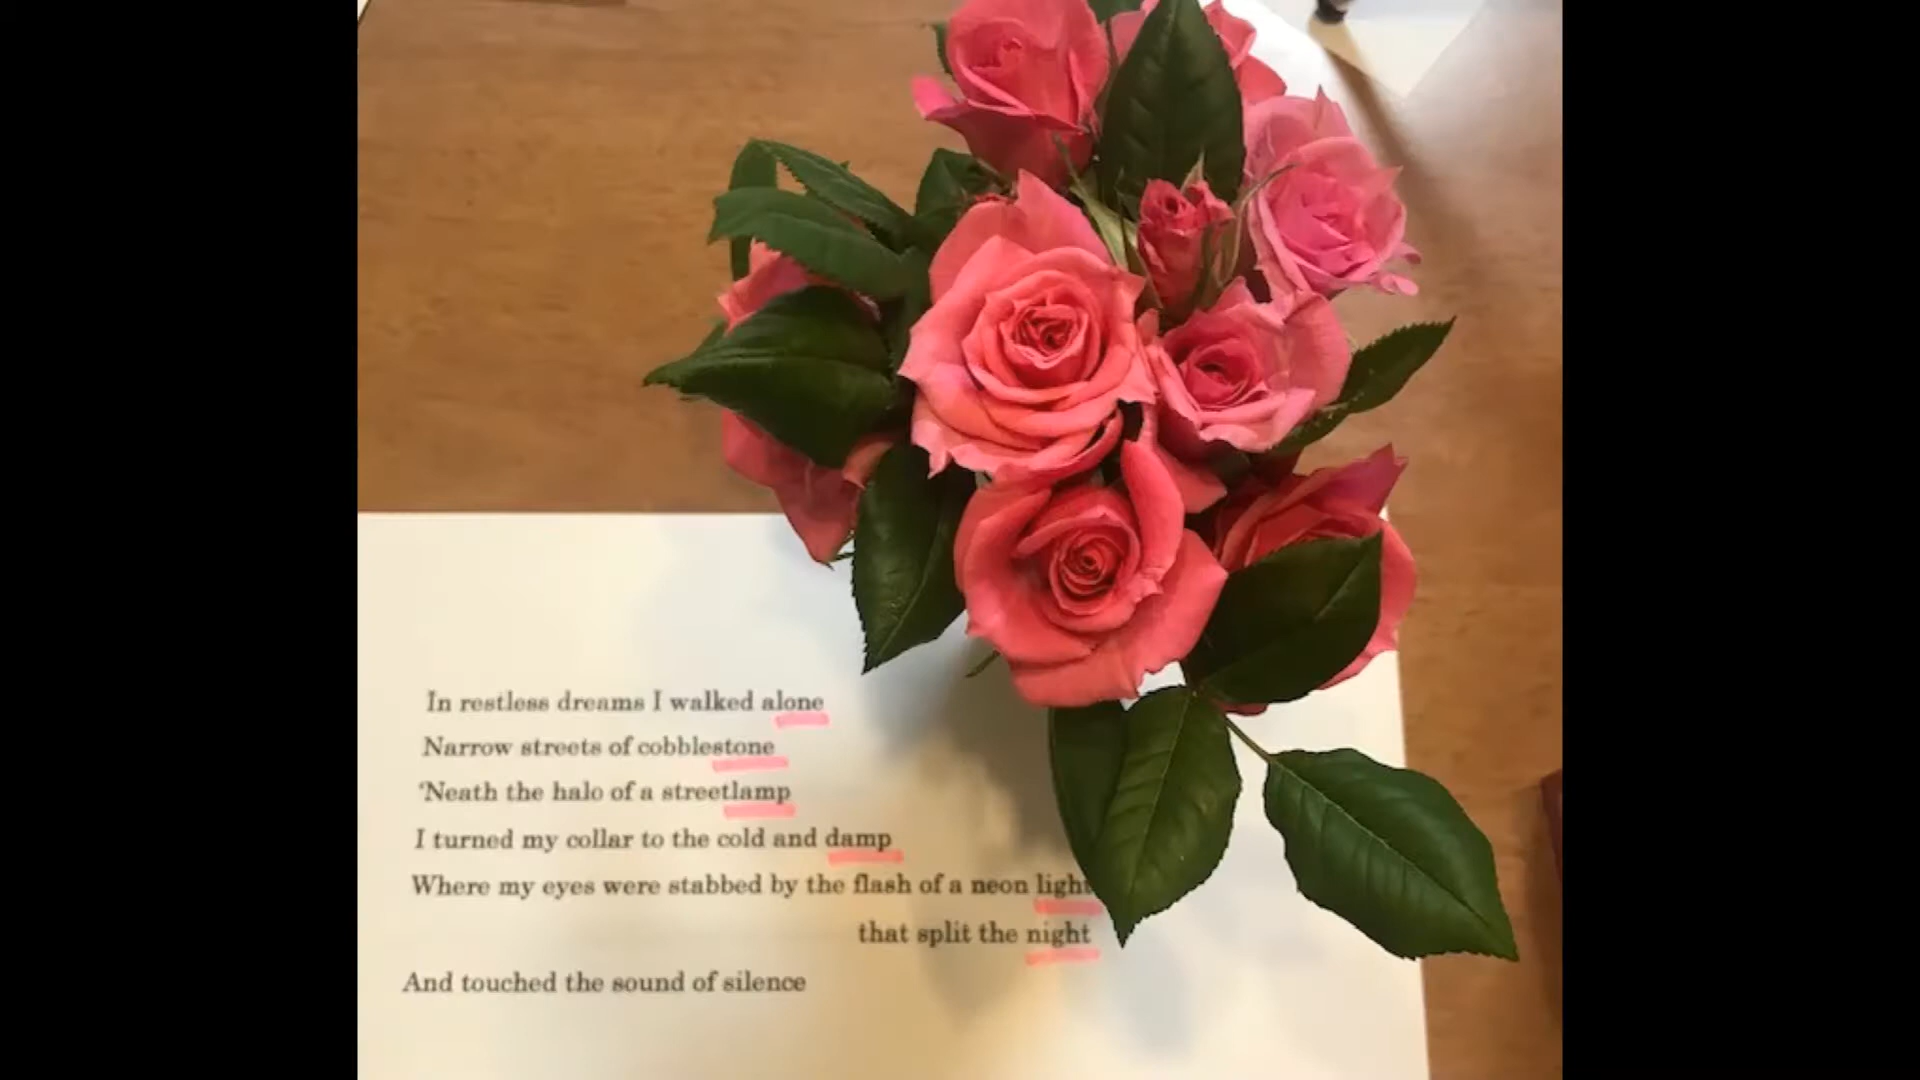 In restless dreams I walked alone
Narrow streets of cobblestone
‘Neath the halo of a streetlamp
I turned my collar to the cold and damp
Where my eyes were stabbed by the flash of a neon light
that split the night
And touched the sound of silence